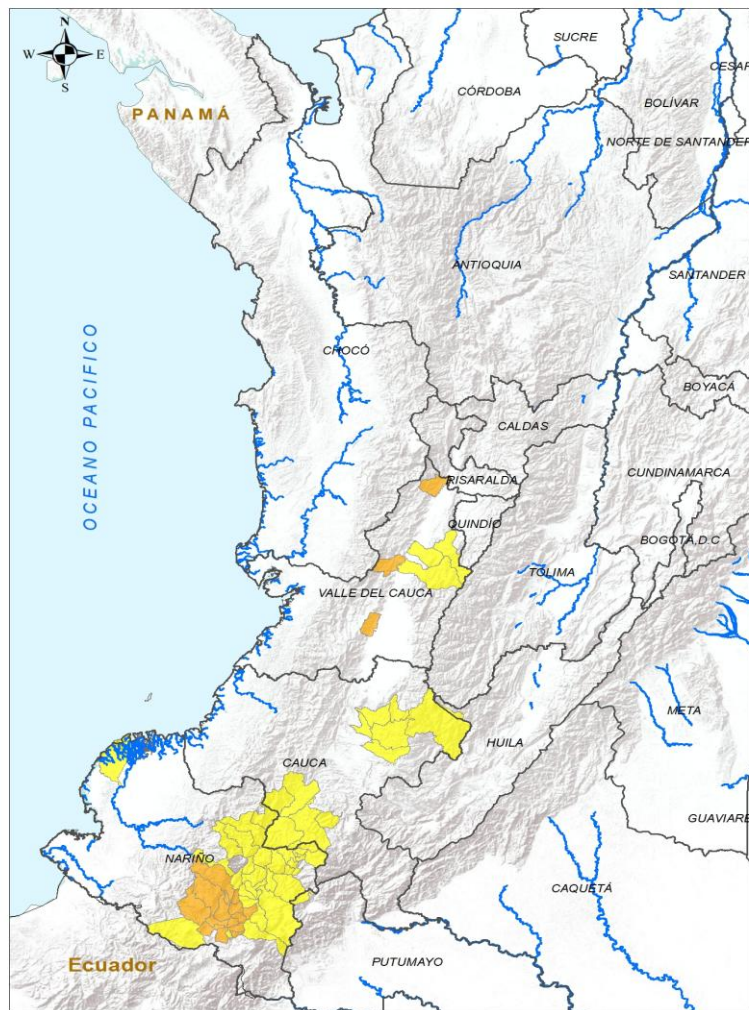 N
W E
S
SUCRE
CESAR
CÓRDOBA
BOLÍVAR
PANAMÁ
NORTE DE SANTANDER
ANTIOQUIA
SANTANDER
OCEANO PACIFICO
CHOCÓ
BOYACÁ
CALDAS
CUNDINAMARCA
RISARALDA
QUINDÍO
BOGOTÁ, D.C
TOLIMA
VALLE DEL CAUCA
META
HUILA
CAUCA
GUAVIARE
NARIÑO
CAQUETÁ
PUTUMAYO
Ecuador